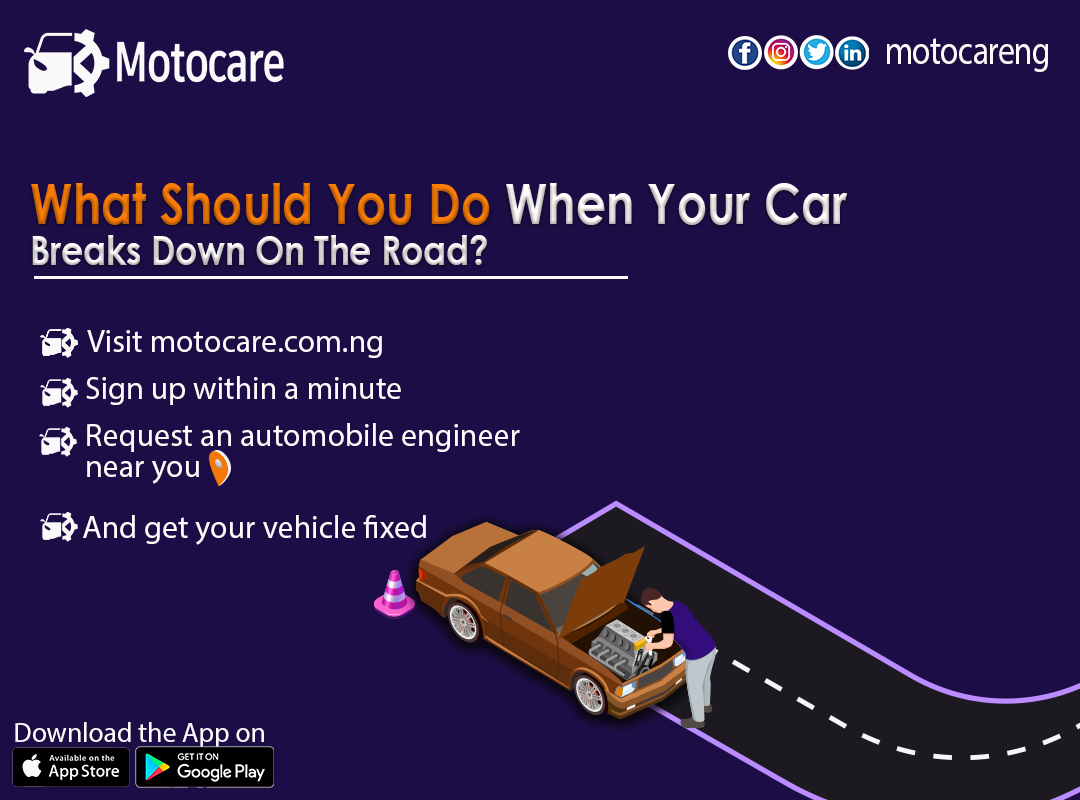 Motocare
motocareng
What Should You Do When Your Car
Breaks Down On The Road?
Visit motocare.com.ng
Sign up within a minute
Request an automobile engineer
near you
And get your vehicle fixed
Download the App on
Available on the
App Store
GET IT ON
Google Play